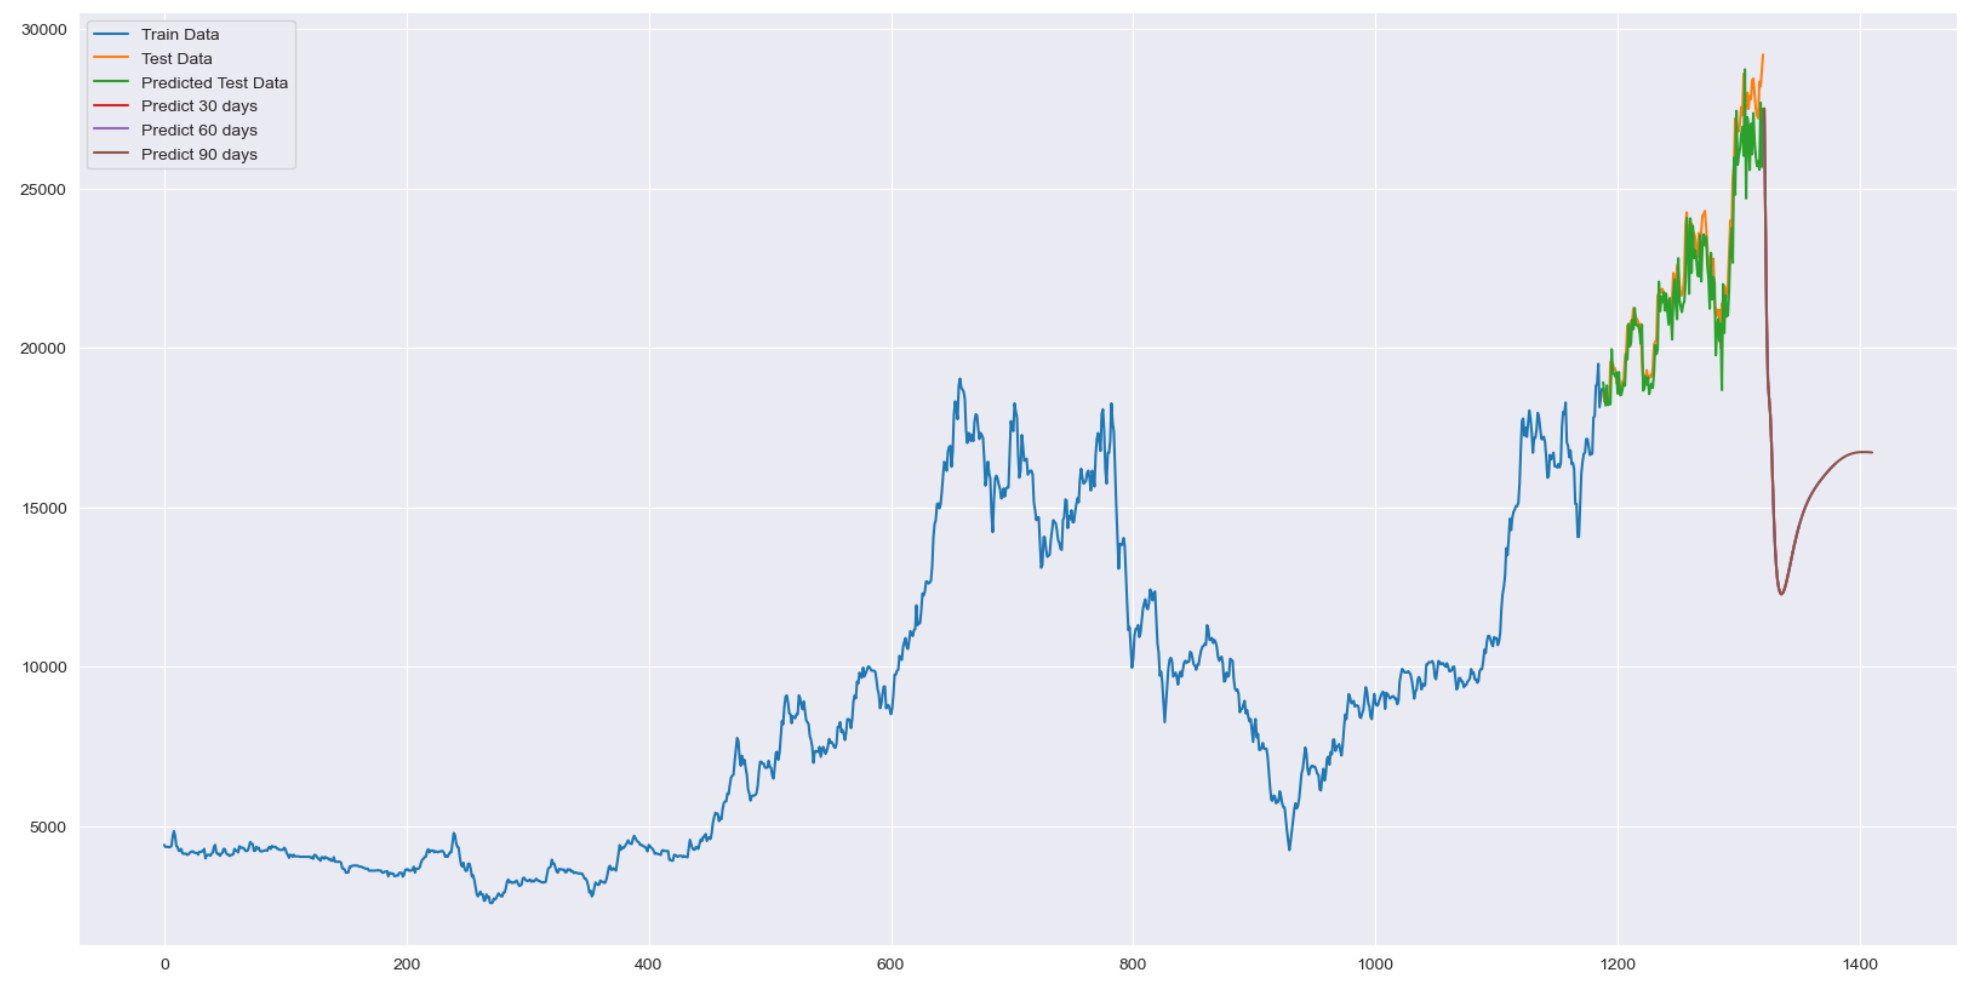 30000
25000
20000
15000
10000
5000
Train Data
Test Data
Predicted Test Data
Predict 30 days
Predict 60 days
Predict 90 days
0 200 400 600 800 1000 1200 1400